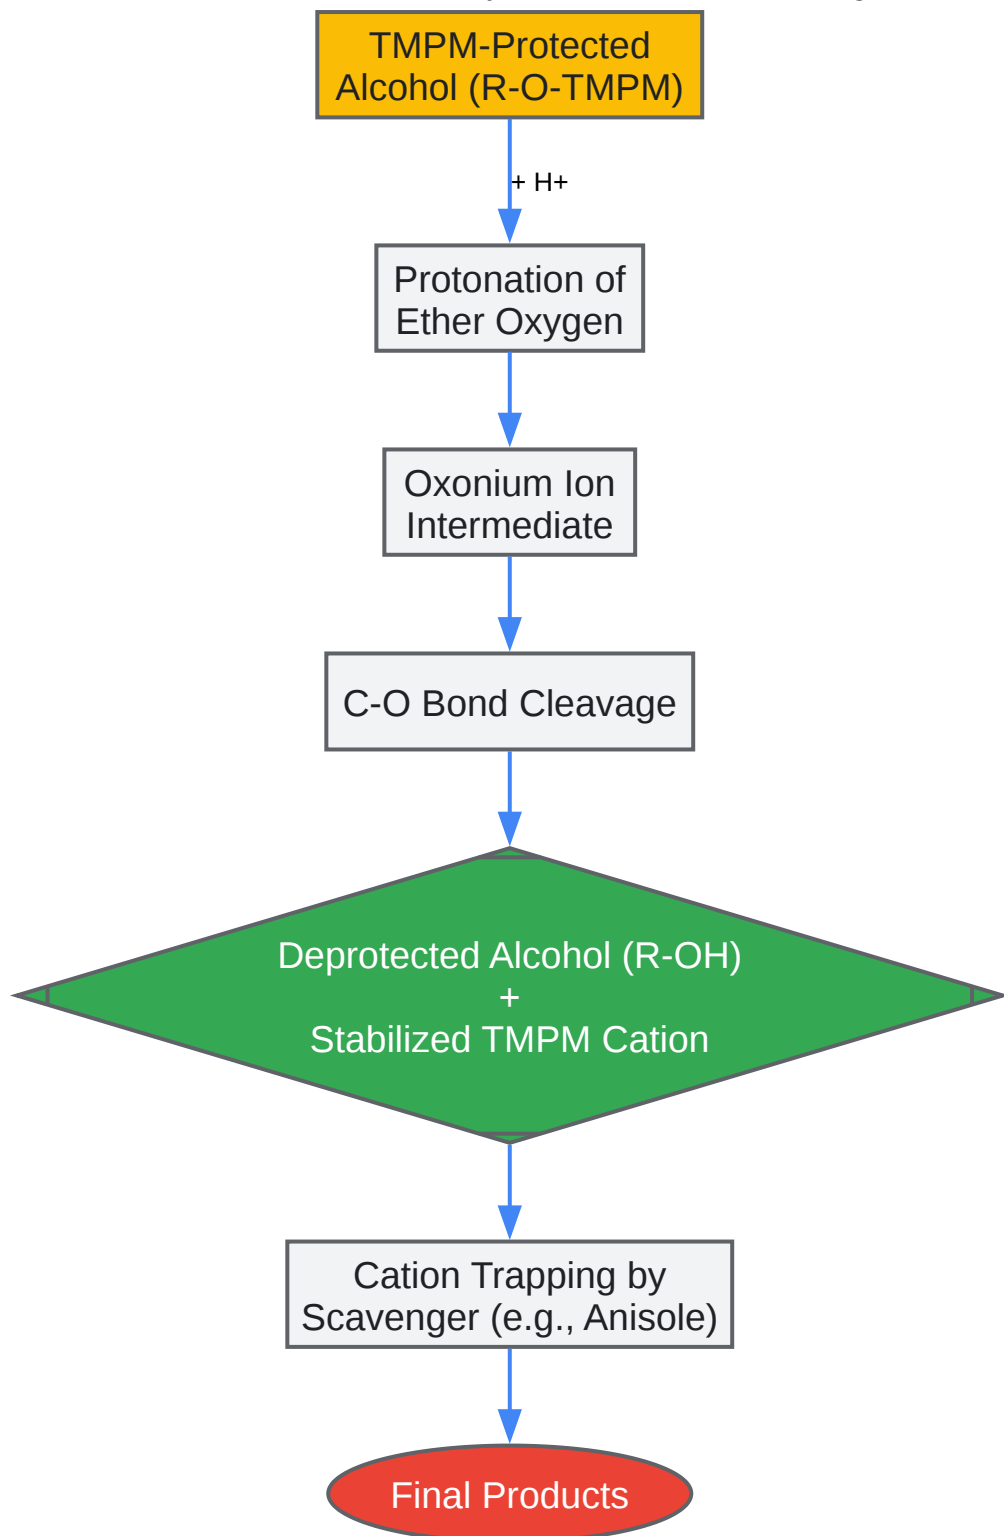 TMPM-Protected
Alcohol (R-O-TMPM)
+ H+
Protonation of
Ether Oxygen
Oxonium Ion
Intermediate
C-O Bond Cleavage
Deprotected Alcohol (R-OH)
+
Stabilized TMPM Cation
Cation Trapping by
Scavenger (e.g., Anisole)
Final Products